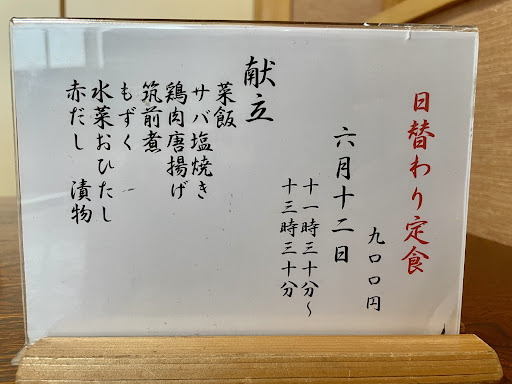 日替わり定食
九〇〇円
六月十二日
十一時三十分～
十三時三十分
献立
菜飯
サバ塩焼き
鶏肉唐揚げ
筑前煮
もずく
水菜おひたし
赤だし　漬物